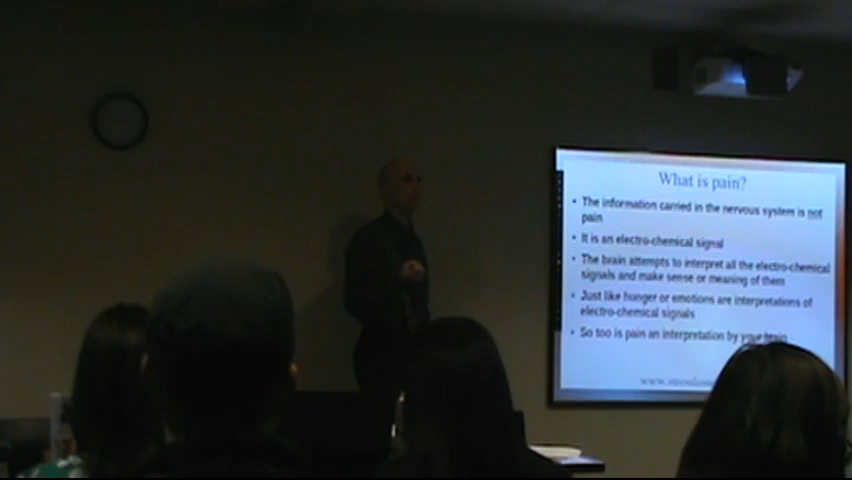 What is pain?
• The information carried in the nervous system is not
pain
• It is an electro-chemical signal
• The brain attempts to interpret all the electro-chemical
signals and make sense or meaning of them
• Just like hunger or emotions are interpretations of
electro-chemical signals
• So too is pain an interpretation by your brain